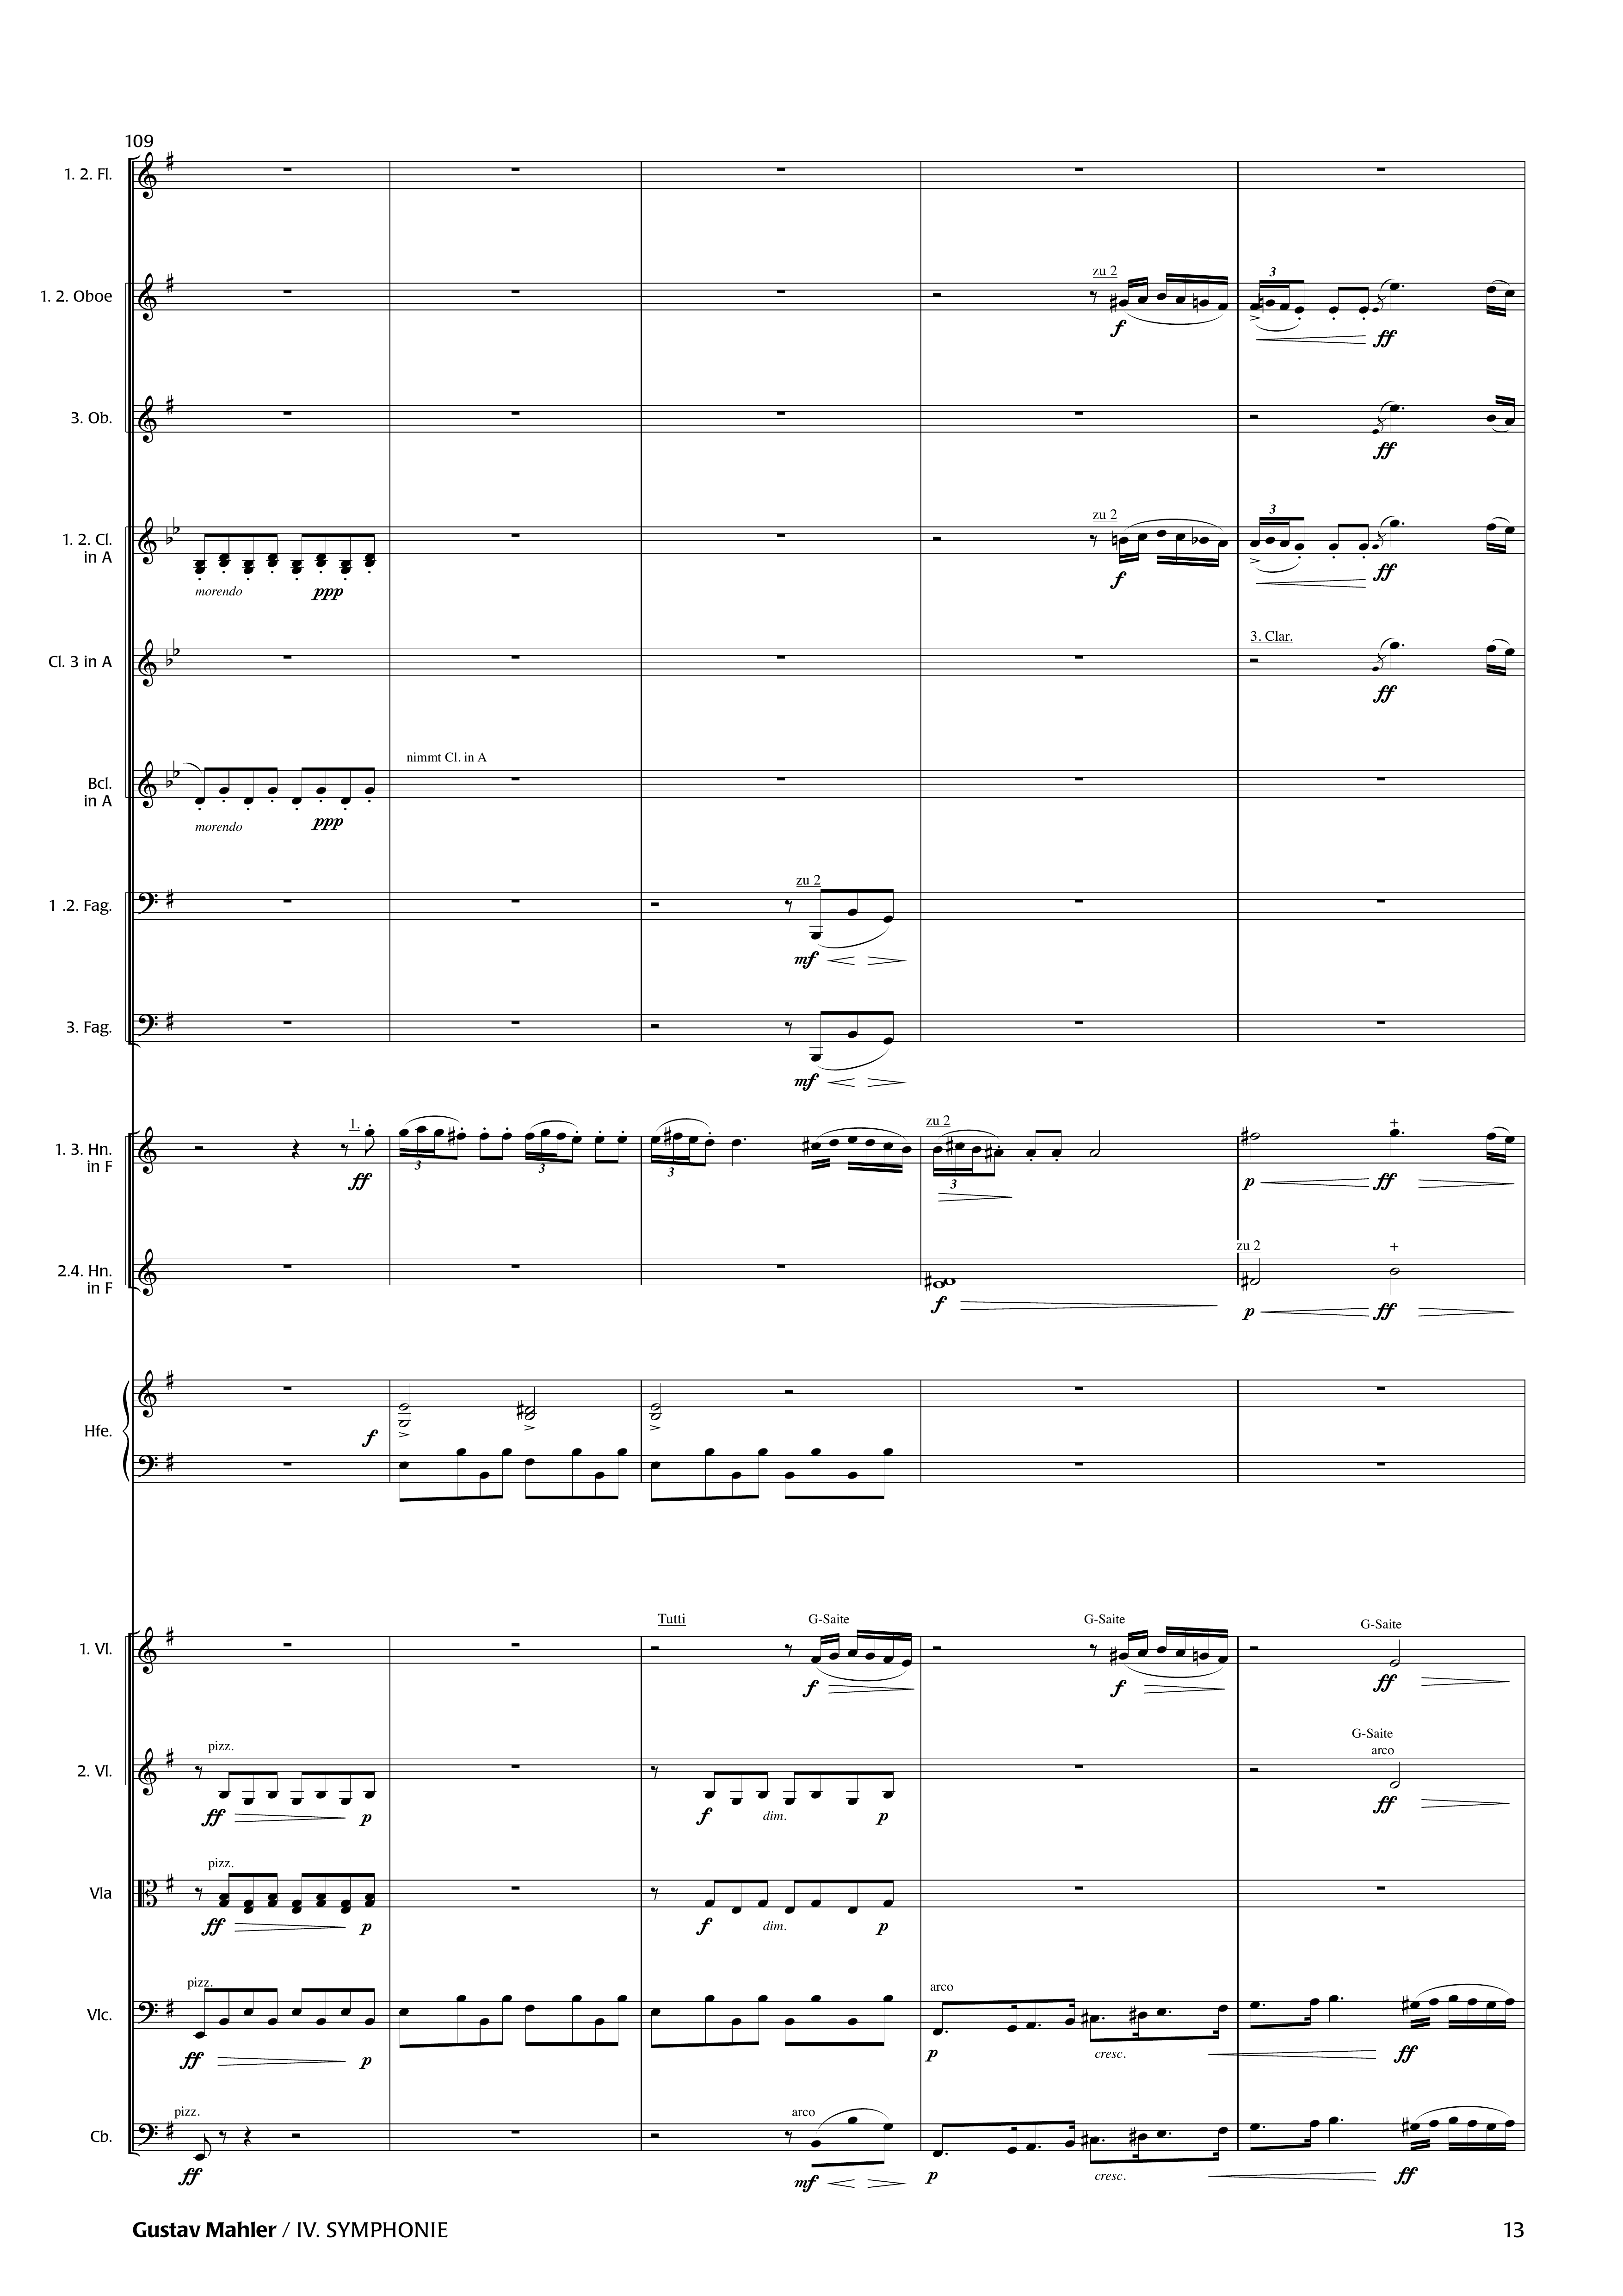 109
1. 2. Fl.
zu 2
1. 2. Oboe
3
f
ff
3. Ob.
ff
zu 2
3
1. 2. Cl.
in A
morendo
ppp
f
ff
3. Clar.
Cl. 3 in A
ff
nimmt Cl. in A
Bcl.
in A
morendo
ppp
zu 2
1 .2. Fag.
mf
3. Fag.
mf
1.
zu 2
+
1. 3. Hn.
in F
3
3
3
3
ff
p
ff
zu 2
+
2.4. Hn.
in F
f
p
ff
Hfe.
f
Tutti
G-Saite
G-Saite
G-Saite
1. Vl.
f
f
ff
G-Saite
pizz.
arco
2. Vl.
ff
p
f
dim.
p
ff
pizz.
Vla
ff
p
f
dim.
p
pizz.
arco
Vlc.
ff
p
p
cresc.
ff
pizz.
arco
Cb.
ff
mf
p
cresc.
ff
Gustav Mahler / IV. SYMPHONIE
13